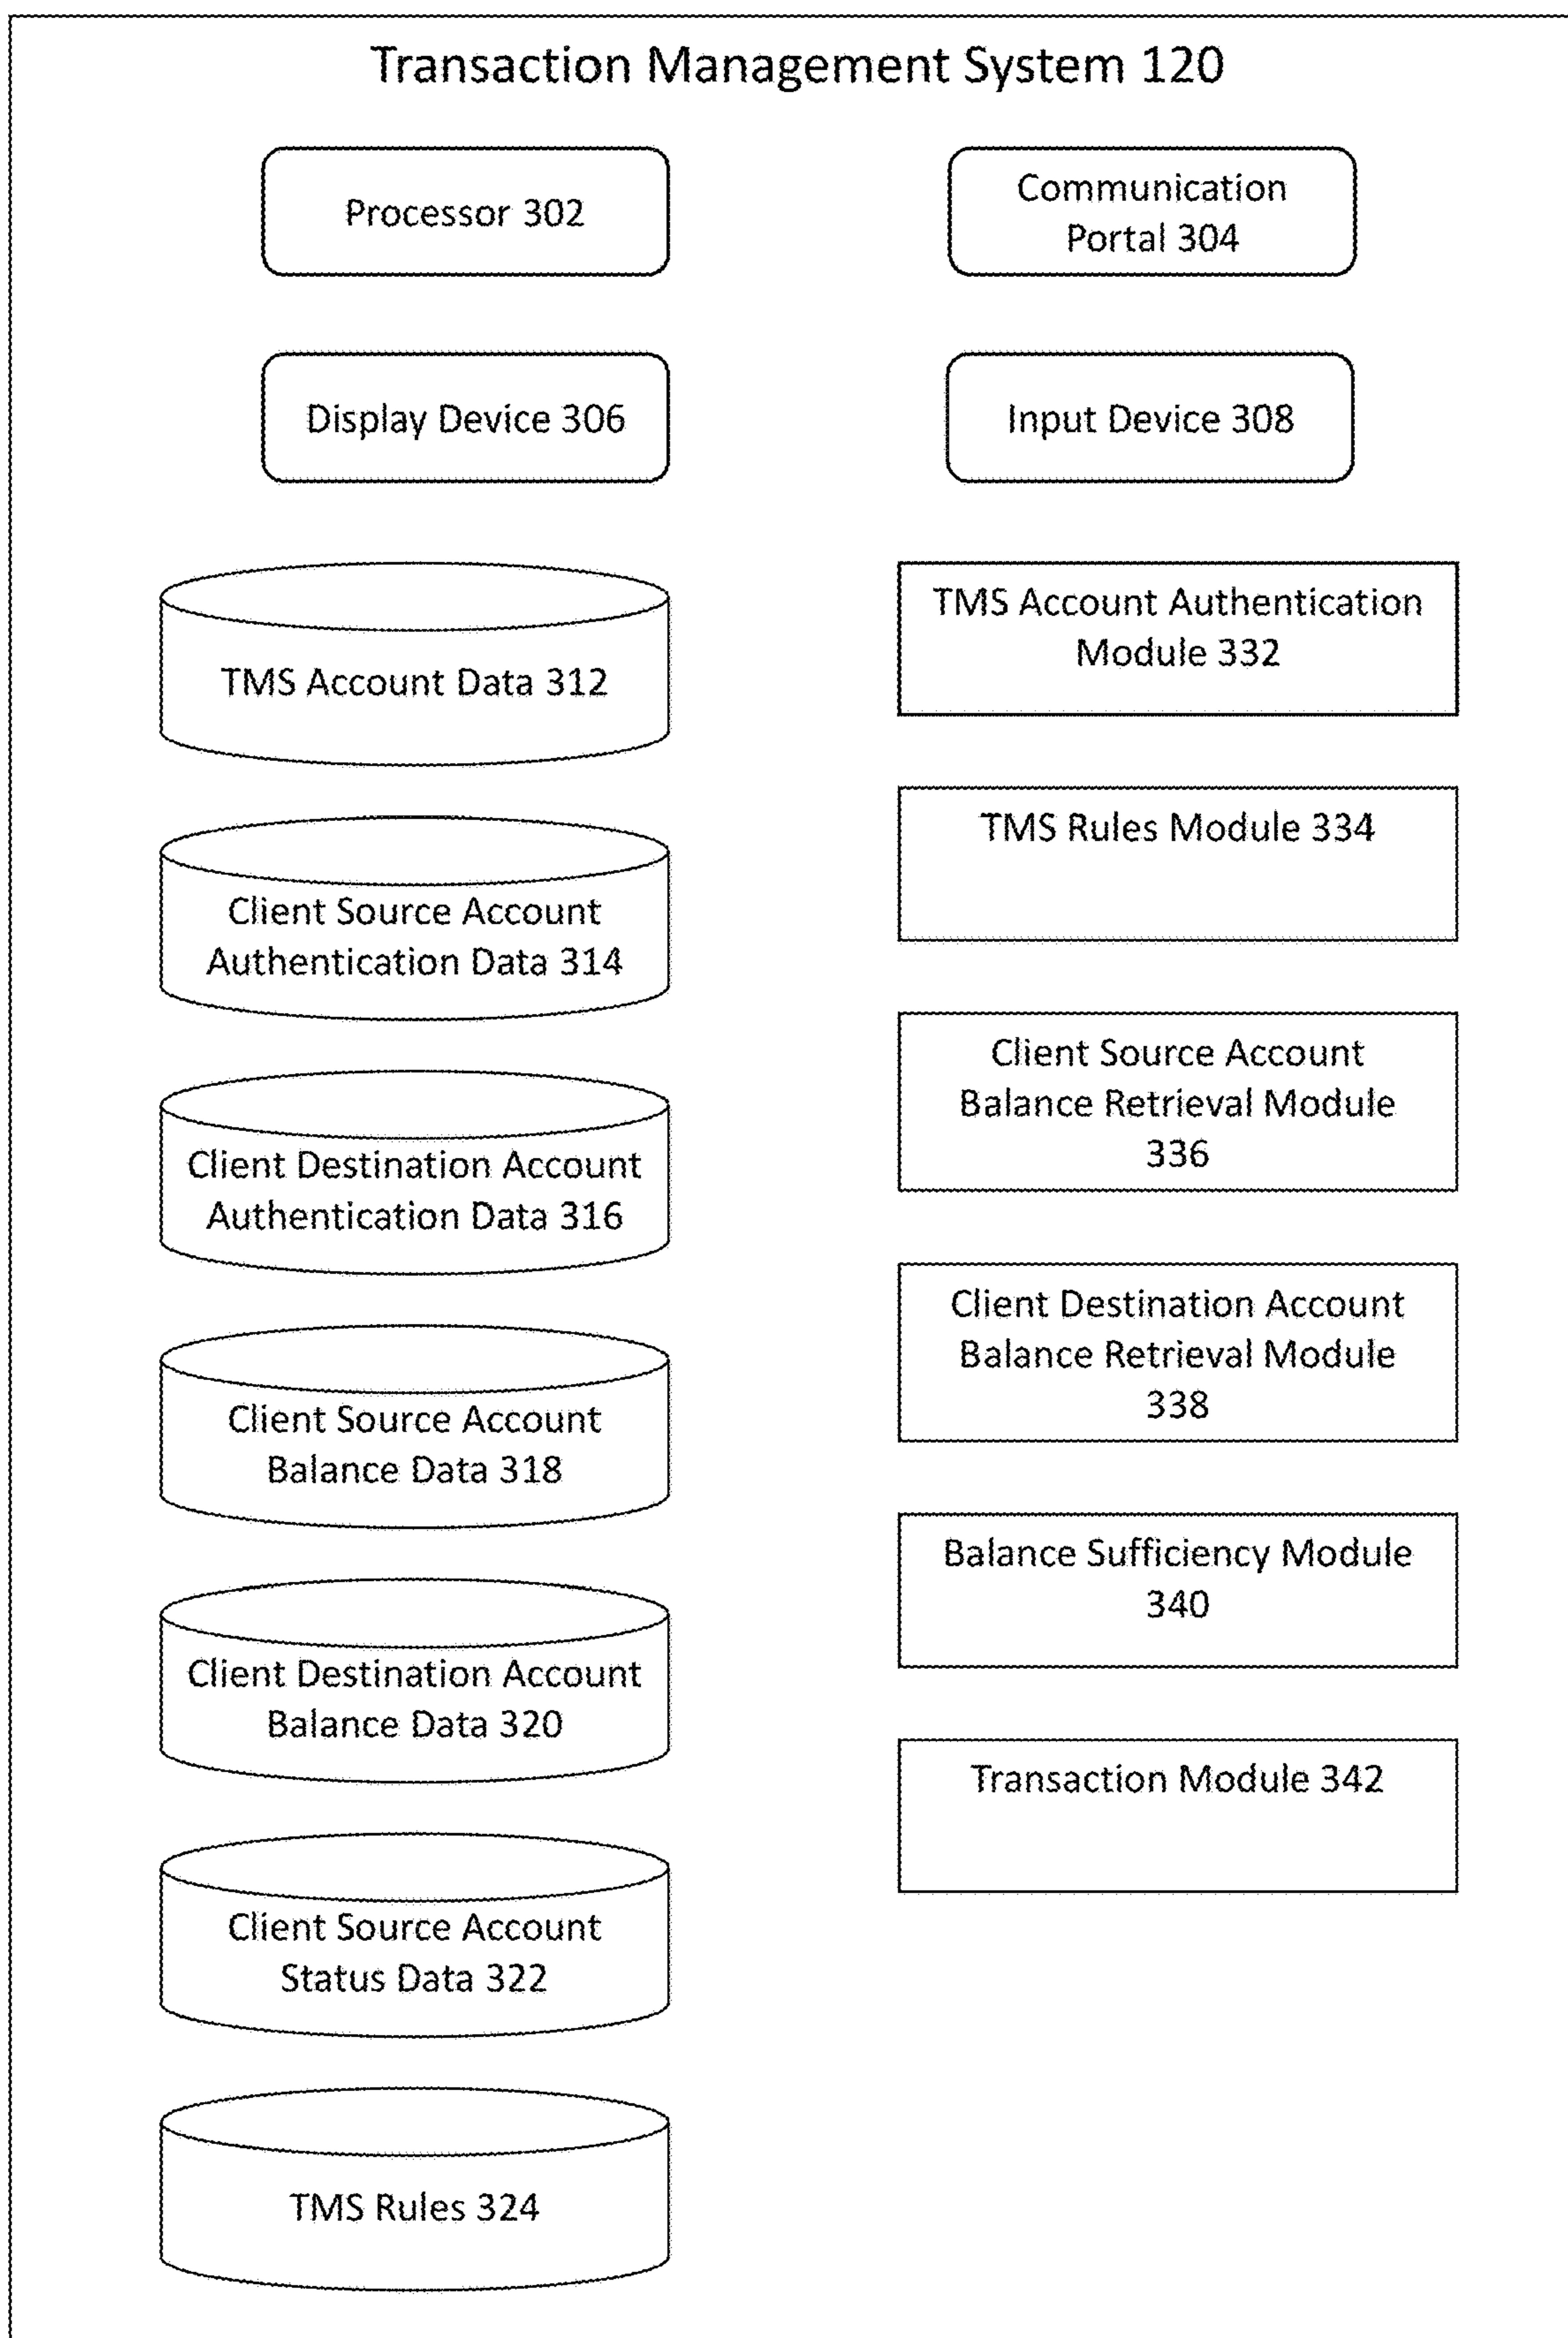 Transaction Management System 120
Processor 302
Communication
Portal 304
Display Device 306
Input Device 308
TMS Account Data 312
Client Source Account
Authentication Data 314
Client Destination Account
Authentication Data 316
Client Source Account
Balance Data 318
Client Destination Account
Balance Data 320
Client Source Account
Status Data 322
TMS Rules 324
TMS Account Authentication
Module 332
TMS Rules Module 334
Client Source Account
Balance Retrieval Module
336
Client Destination Account
Balance Retrieval Module
338
Balance Sufficiency Module
340
Transaction Module 342